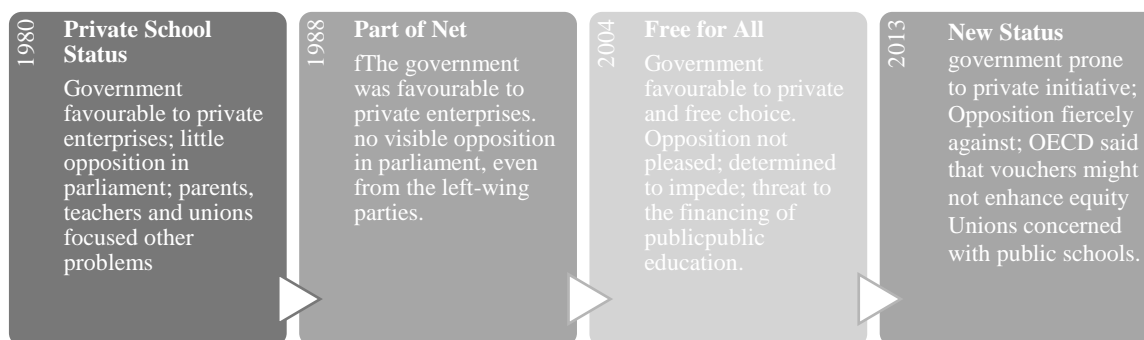 1980
Private School
Status
Government
favourable to private
enterprises; little
opposition in
parliament; parents,
teachers and unions
focused other
problems
1988
Part of Net
fThe government
was favourable to
private enterprises.
no visible opposition
in parliament, even
from the left-wing
parties.
2004
Free for All
Government
favourable to private
and free choice.
Opposition not
pleased; determined
to impede; threat to
the financing of
publicpublic
education.
2013
New Status
government prone
to private initiative;
Opposition fiercely
against; OECD said
that vouchers might
not enhance equity
Unions concerned
with public schools.